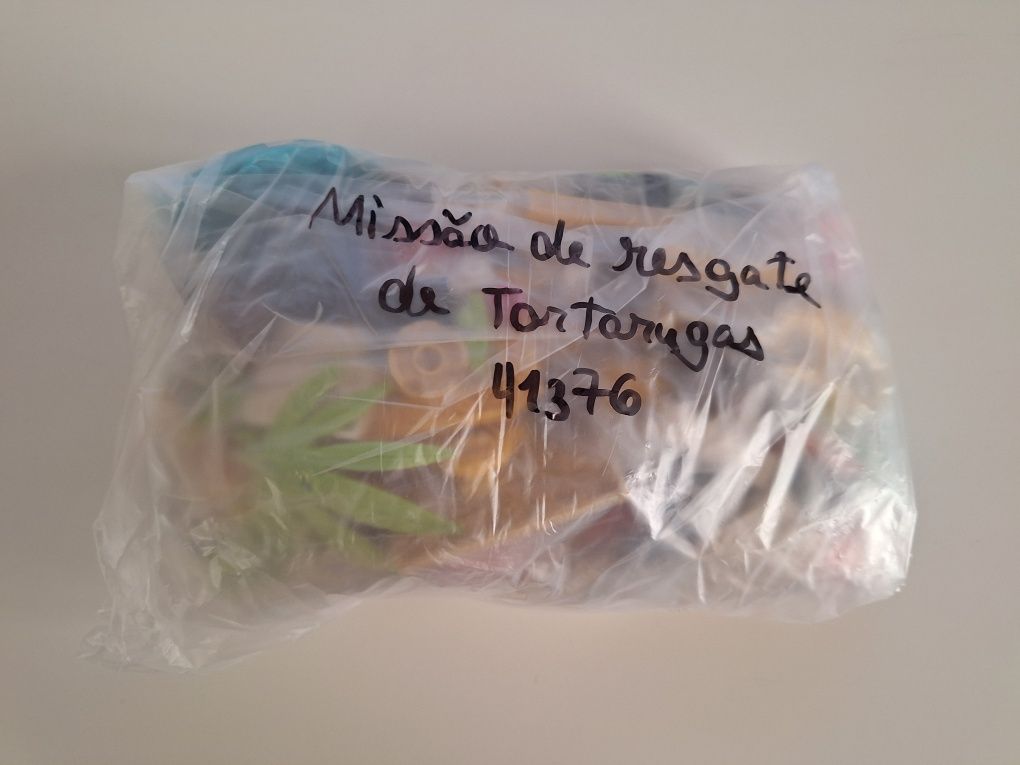 Missão de resgate
de Tartarugas
41376